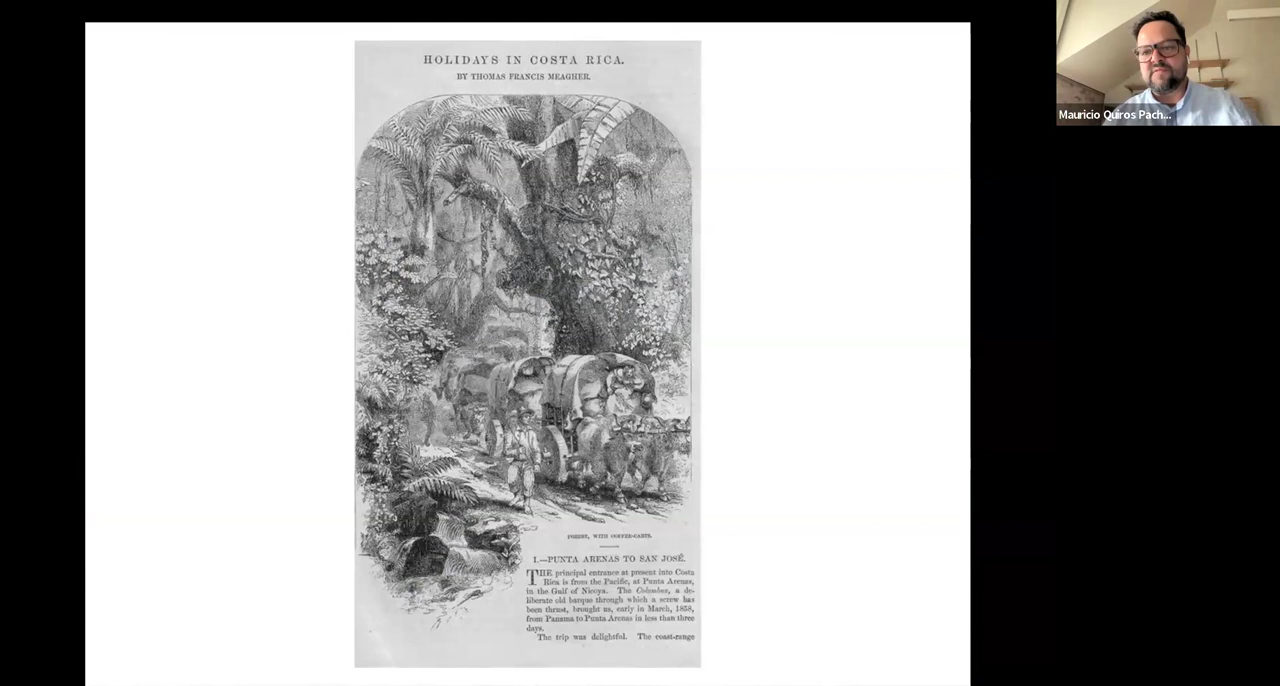 HOLIDAYS IN COSTA RICA.
BY THOMAS FRANCIS MEAGHER.
Mauricio Quiros Pach...
FOREST, WITH COFFEE-CARTS.
I.—PUNTA ARENAS TO SAN JOSÉ.
THE principal entrance at present into Costa
Rica is from the Pacific, at Punta Arenas,
in the Gulf of Nicoya. The Columbus, a de-
liberate old barque through which a screw has
been thrust, brought us, early in March, 1858,
from Panama to Punta Arenas in less than three
days.
The trip was delightful. The coast-range